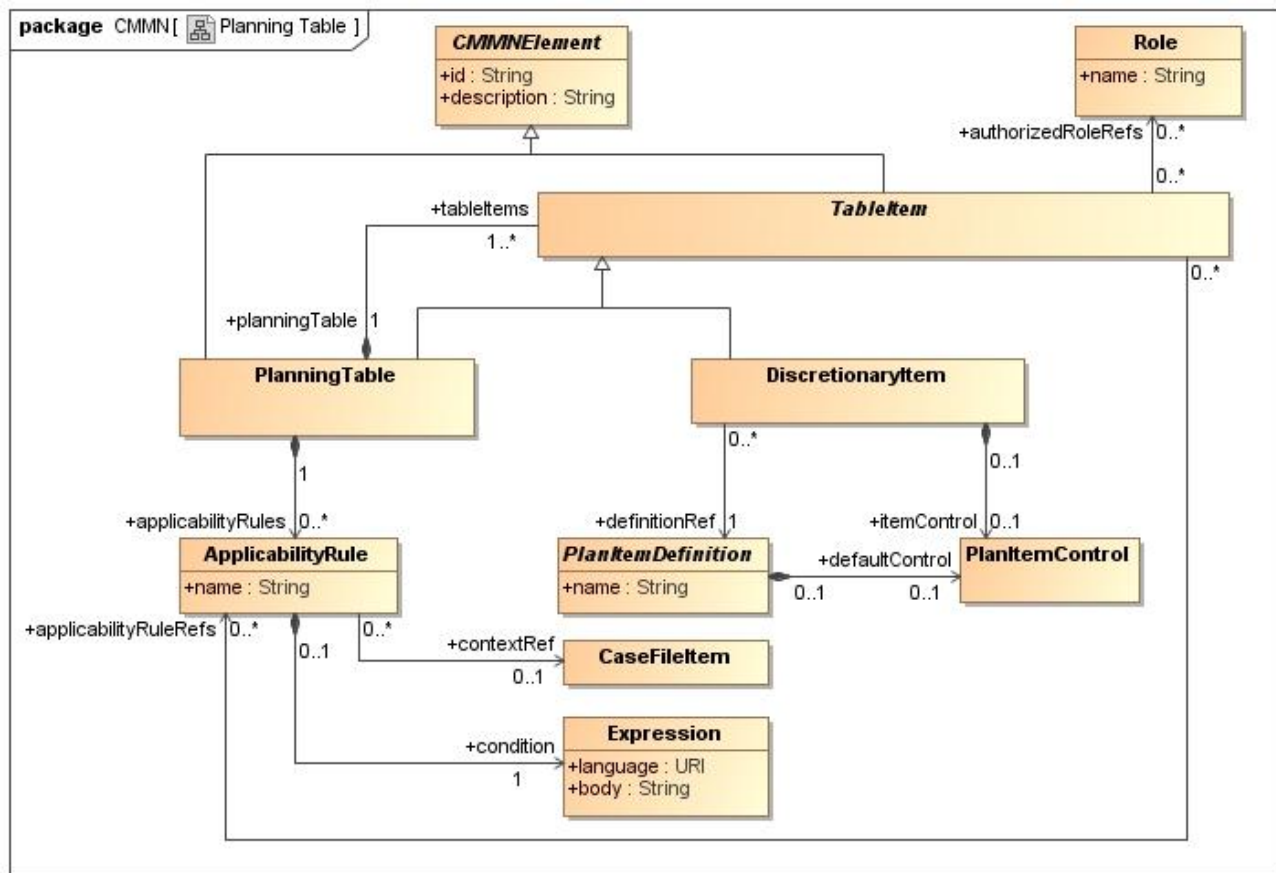 package CMMN [ Planning Table ]
CMMNElement
+id : String
+description : String
Role
+name : String
+authorizedRoleRefs 0..*
0..*
TableItem
+tableItems
1..*
0..*
+planningTable 1
PlanningTable
DiscretionaryItem
1
0..*
0..1
+applicabilityRules 0..*
+definitionRef 1
+itemControl 0..1
ApplicabilityRule
+name : String
PlanItemDefinition
+name : String
+defaultControl
0..1
0..1
PlanItemControl
+applicabilityRuleRefs 0..*
0..1
0..*
+contextRef
0..1
CaseFileItem
+condition
1
Expression
+language : URI
+body : String